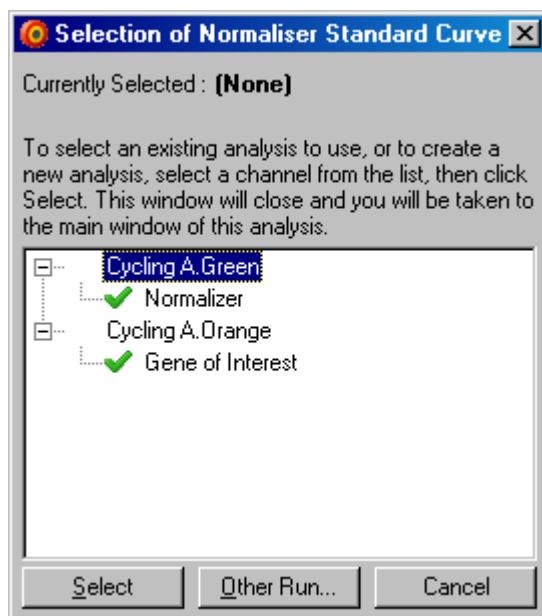 Selection of Normaliser Standard Curve
Currently Selected : (None)
To select an existing analysis to use, or to create a
new analysis, select a channel from the list, then click
Select. This window will close and you will be taken to
the main window of this analysis.
Cycling A.Green
Normalizer
Cycling A.Orange
Gene of Interest
Select Other Run... Cancel